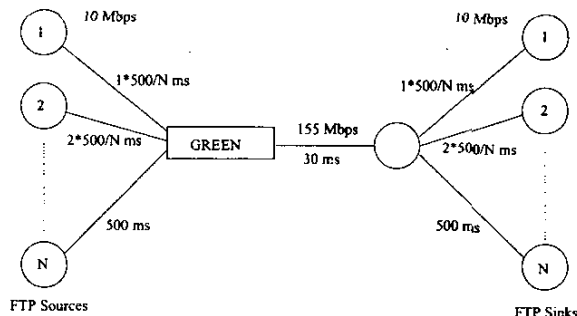 10 Mbps
10 Mbps
1
1
1*500/N ms
1*500/N ms
2
2
155 Mbps
2*500/N ms
GREEN
2*500/N ms
30 ms
500 ms
500 ms
N
N
FTP Sources
FTP Sinks